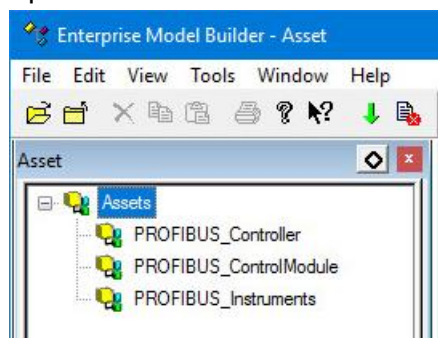 Enterprise Model Builder - Asset
File Edit View Tools Window Help
Asset
Assets
PROFIBUS_Controller
PROFIBUS_ControlModule
PROFIBUS_Instruments